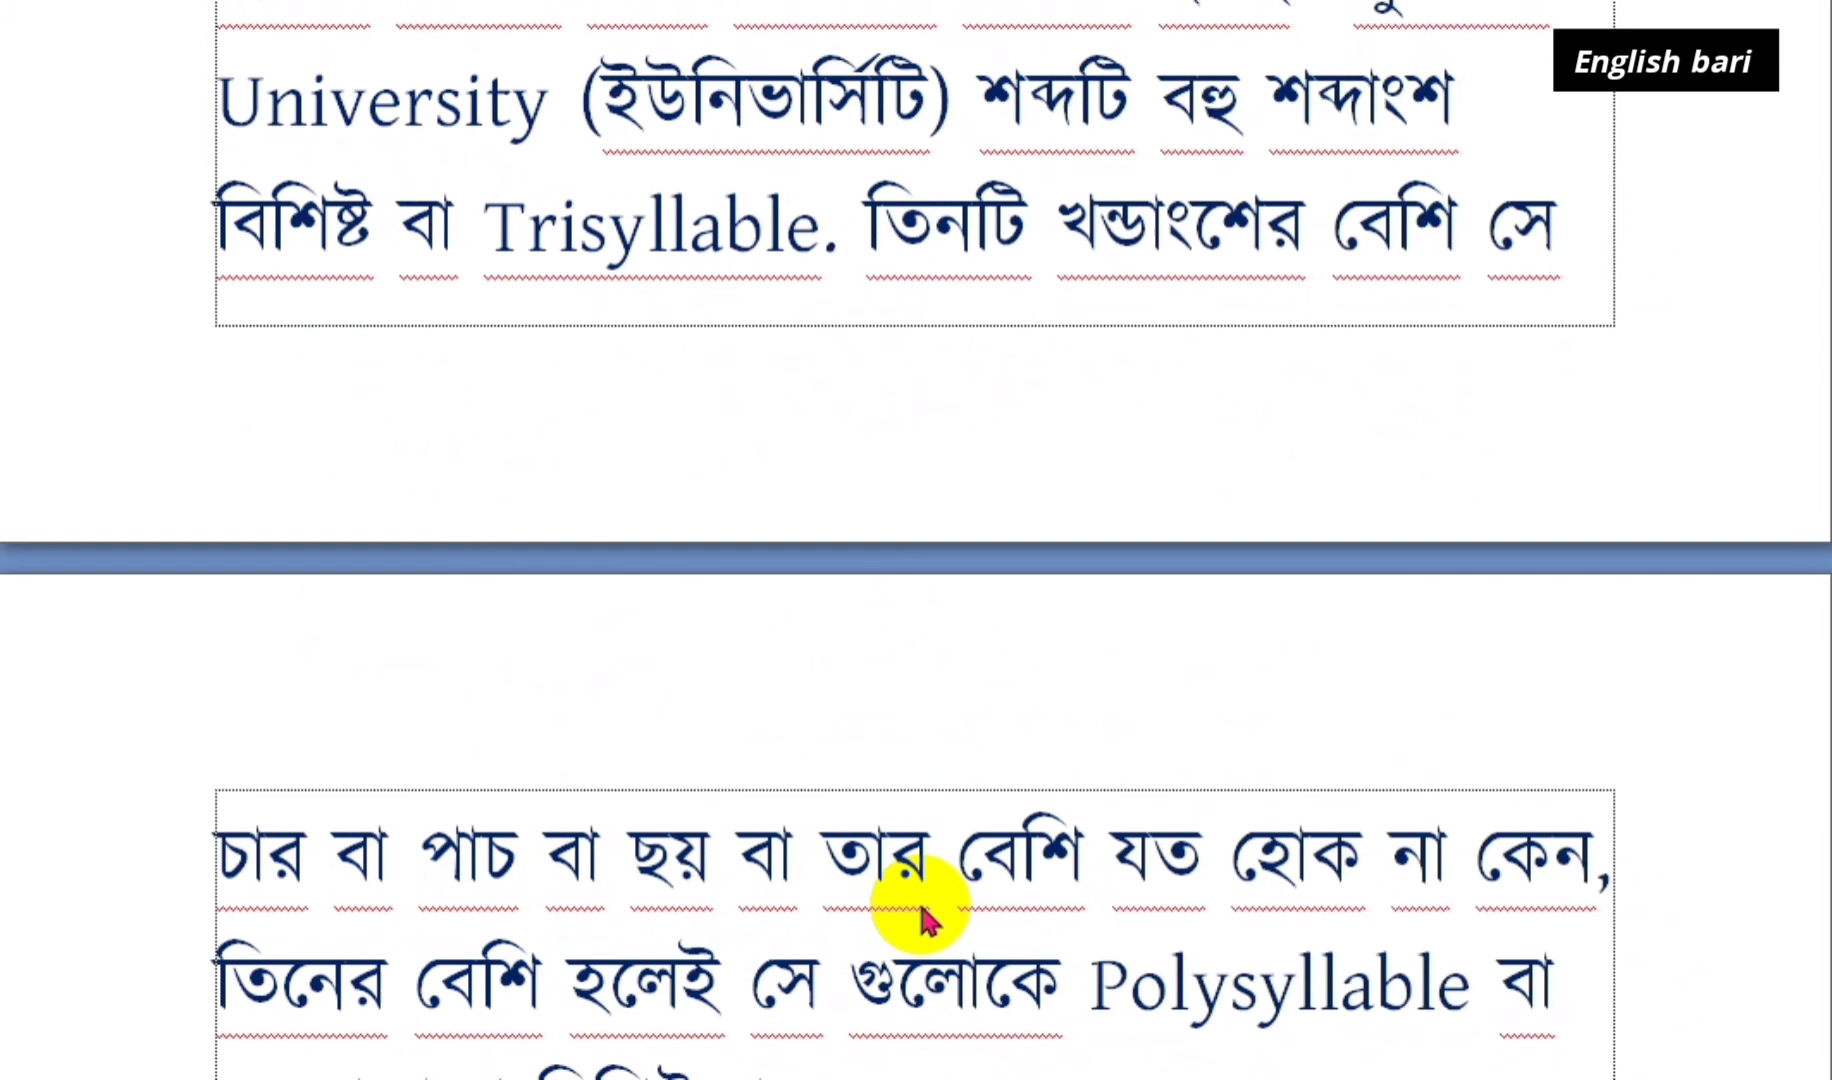 English bari
University (ইউনিভার্সিটি) শব্দটি বহু শব্দাংশ
বিশিষ্ট বা Trisyllable. তিনটি খন্ডাংশের বেশি সে
চার বা পাচ বা ছয় বা তার বেশি যত হোক না কেন,
তিনের বেশি হলেই সে গুলোকে Polysyllable বা